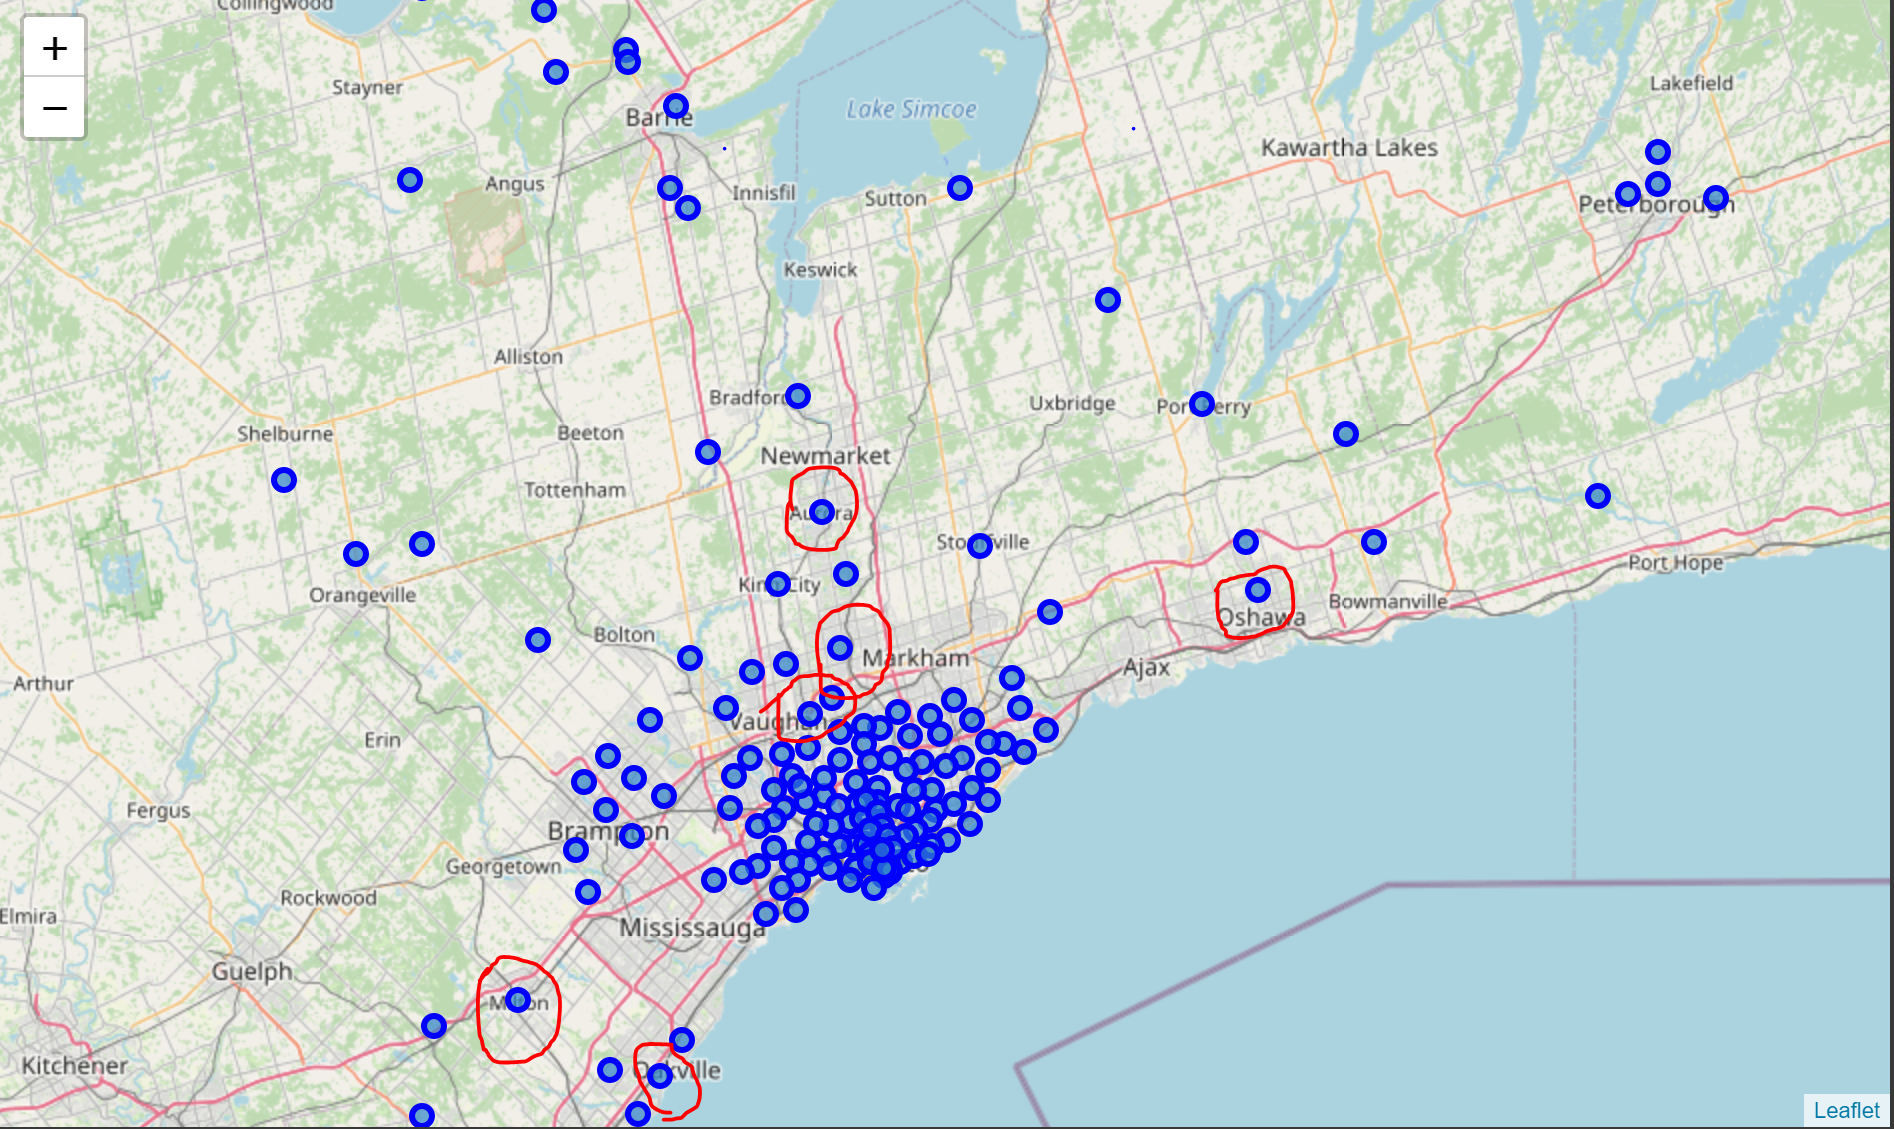 Collingwood
+
Stayner
−
Lakefield
Lake Simcoe
Barrie
Kawartha Lakes
Angus
Innisfil
Sutton
Peterborough
Keswick
Alliston
Bradford
Uxbridge
Port Perry
Shelburne
Beeton
Newmarket
Tottenham
Aurora
Stouffville
Port Hope
King City
Orangeville
Bowmanville
Oshawa
Bolton
Markham
Ajax
Arthur
Vaughan
Erin
Fergus
Brampton
Georgetown
Rockwood
Elmira
Mississauga
Guelph
Milton
Kitchener
Oakville
Leaflet